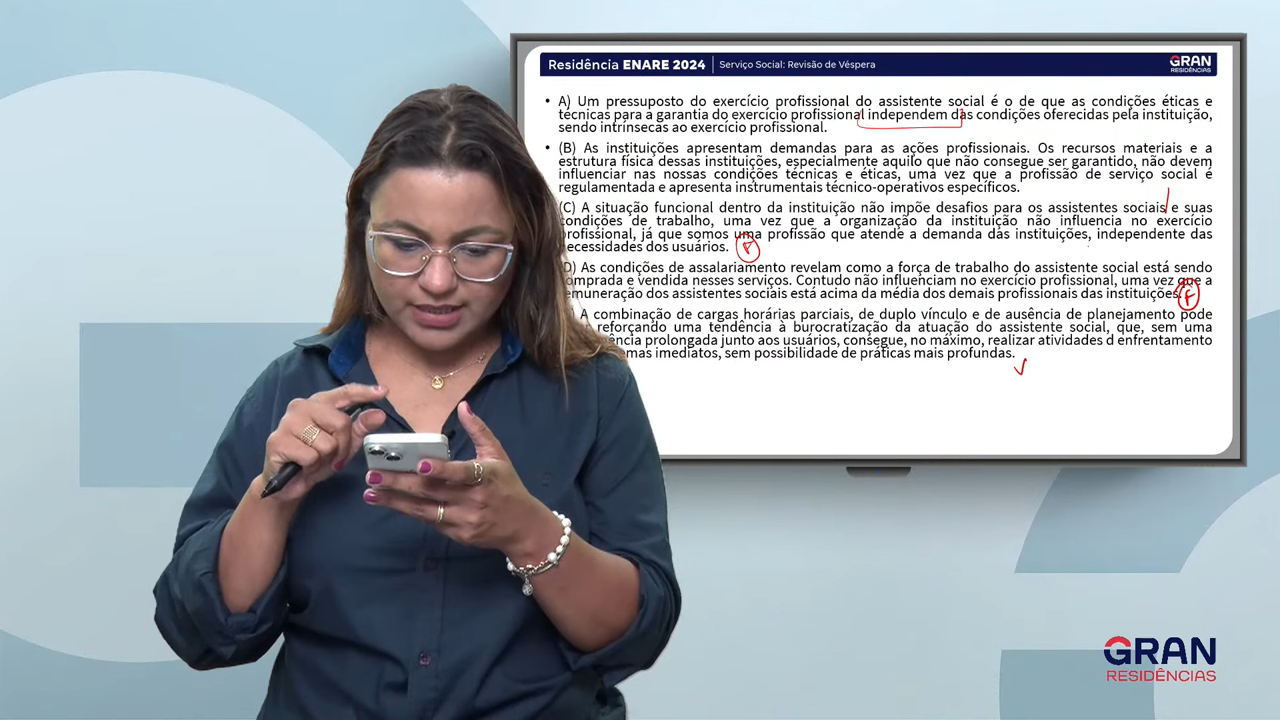 Residência ENARE 2024 | Serviço Social: Revisão de Véspera
GRAN
RESIDÊNCIAS
• A) Um pressuposto do exercício profissional do assistente social é o de que as condições éticas e
técnicas para a garantia do exercício profissional independem das condições oferecidas pela instituição,
sendo intrínsecas ao exercício profissional.
• (B) As instituições apresentam demandas para as ações profissionais. Os recursos materiais e a
estrutura física dessas instituições, especialmente aquilo que não consegue ser garantido, não devem
influenciar nas nossas condições técnicas e éticas, uma vez que a profissão de serviço social é
regulamentada e apresenta instrumentais técnico-operativos específicos.
(C) A situação funcional dentro da instituição não impõe desafios para os assistentes sociais e suas
condições de trabalho, uma vez que a organização da instituição não influencia no exercício
profissional, já que somos uma profissão que atende a demanda das instituições, independente das
ecessidades dos usuários.
D) As condições de assalariamento revelam como a força de trabalho do assistente social está sendo
omprada e vendida nesses serviços. Contudo não influenciam no exercício profissional, uma vez que a
emuneração dos assistentes sociais está acima da média dos demais profissionais das instituições.
F
A combinação de cargas horárias parciais, de duplo vínculo e de ausência de planejamento pode
reforçando uma tendência à burocratização da atuação do assistente social, que, sem uma
ência prolongada junto aos usuários, consegue, no máximo, realizar atividades d enfrentamento
emas imediatos, sem possibilidade de práticas mais profundas.
GRAN
RESIDÊNCIAS